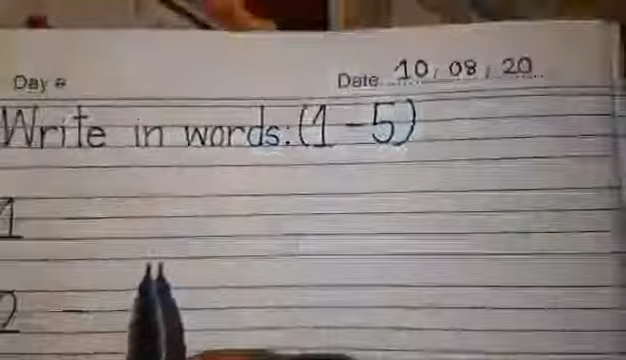 Day Date 10, 08, 20
Write in words:(1-5)
1 —
2 —